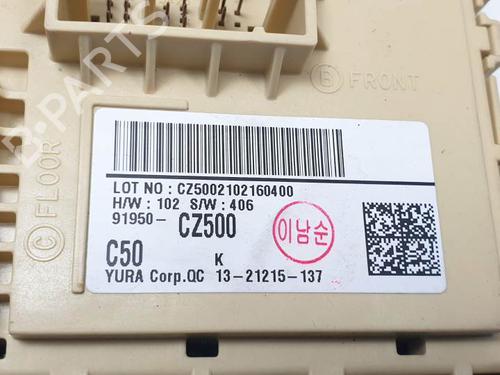 B-PARTS
B FRONT
C FLOOR
LOT NO : CZ5002102160400
H/W : 102 S/W : 406
91950- CZ500
이남순
C50 K
YURA Corp.QC 13-21215-137